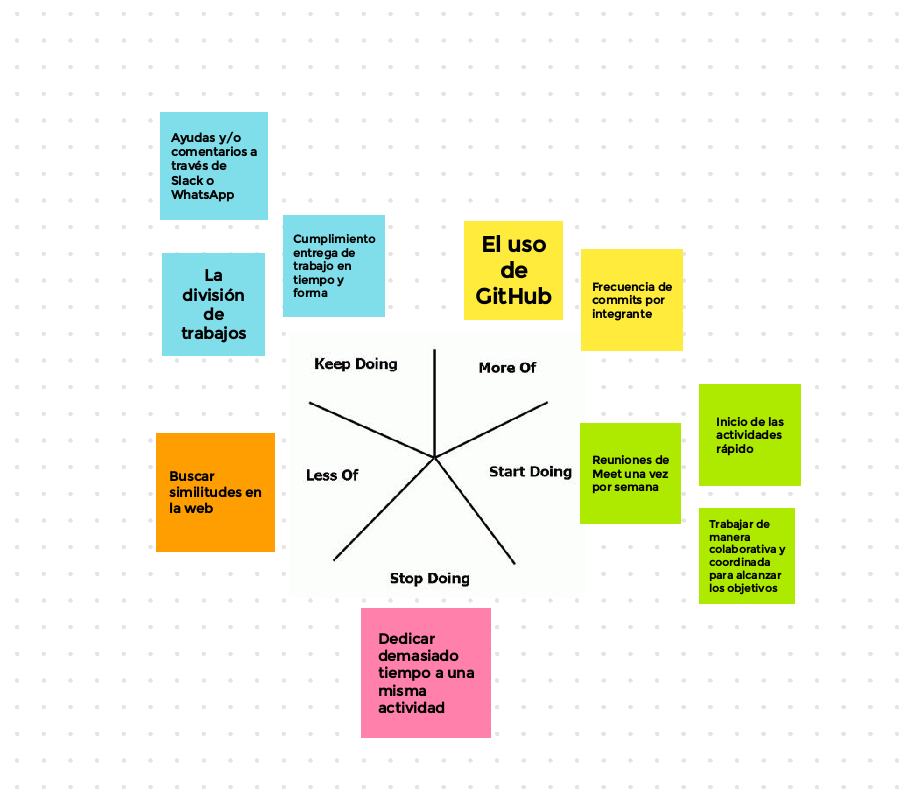 Ayudas y/o
comentarios a
través de
Slack o
WhatsApp
Cumplimiento
entrega de
trabajo en
tiempo y
forma
La
división
de
trabajos
El uso
de
GitHub
Frecuencia de
commits por
integrante
Keep Doing
More Of
Less Of
Start Doing
Stop Doing
Buscar
similitudes en
la web
Reuniones de
Meet una vez
por semana
Inicio de las
actividades
rápido
Trabajar de
manera
colaborativa y
coordinada
para alcanzar
los objetivos
Dedicar
demasiado
tiempo a una
misma
actividad